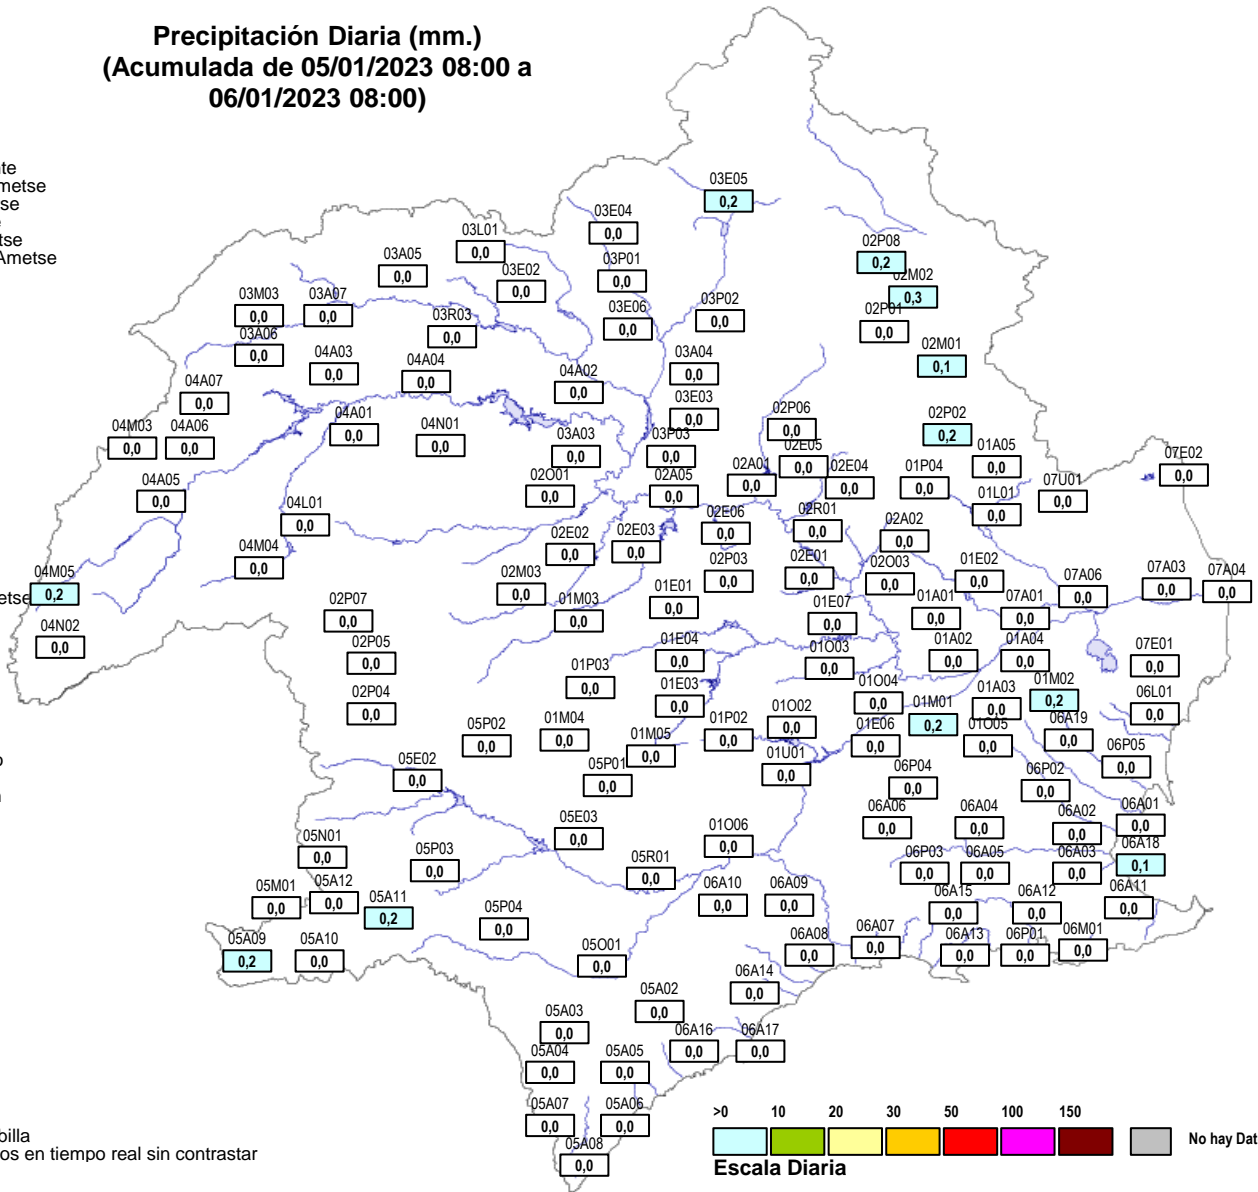 Precipitación Diaria (mm.)
(Acumulada de 05/01/2023 08:00 a
06/01/2023 08:00)
nte
metse
se
e
tse
Ametse
03E05
0,2
03E04
0,0
03L01
0,0
02P08
0,2
03A05
0,0
03P01
0,0
03E02
0,0
02M02
0,3
03M03
0,0
03A07
0,0
03P02
0,0
03E06
0,0
02P01
0,0
03R03
0,0
03A06
0,0
02M01
0,1
04A03
0,0
04A04
0,0
03A04
0,0
04A02
0,0
04A07
0,0
03E03
0,0
04A01
0,0
02P06
0,0
02P02
0,2
04M03
0,0
04A06
0,0
04N01
0,0
03A03
0,0
03P03
0,0
02E05
0,0
01A05
0,0
07E02
0,0
02A01
0,0
02E04
0,0
01P04
0,0
02O01
0,0
02A05
0,0
04A05
0,0
07U01
0,0
01L01
0,0
04L01
0,0
02E06
0,0
02R01
0,0
02A02
0,0
02E02
0,0
02E03
0,0
04M04
0,0
02P03
0,0
02E01
0,0
02O03
0,0
01E02
0,0
07A03
0,0
07A04
0,0
04M05
0,2
etse
02M03
0,0
07A06
0,0
01E01
0,0
01M03
0,0
02P07
0,0
01E07
0,0
01A01
0,0
07A01
0,0
04N02
0,0
02P05
0,0
01E04
0,0
01O03
0,0
01A02
0,0
01A04
0,0
07E01
0,0
01P03
0,0
01M02
0,2
01E03
0,0
01O04
0,0
01A03
0,0
02P04
0,0
06L01
0,0
01M01
0,2
01O02
0,0
05P02
0,0
01M04
0,0
01P02
0,0
01E06
0,0
01O05
0,0
06A19
0,0
01M05
0,0
06P05
0,0
o
01U01
0,0
05E02
0,0
05P01
0,0
06P04
0,0
06P02
0,0
06A06
0,0
06A04
0,0
06A02
0,0
06A01
0,0
05E03
0,0
01O06
0,0
05N01
0,0
06A18
0,1
05P03
0,0
05R01
0,0
06P03
0,0
06A05
0,0
06A03
0,0
05M01
0,0
05A12
0,0
05A11
0,2
06A10
0,0
06A09
0,0
06A15
0,0
06A12
0,0
06A11
0,0
05P04
0,0
05A09
0,2
05A10
0,0
06A08
0,0
06A07
0,0
06A13
0,0
06P01
0,0
06M01
0,0
05O01
0,0
06A14
0,0
05A02
0,0
05A03
0,0
06A16
0,0
06A17
0,0
05A04
0,0
05A05
0,0
05A07
0,0
05A06
0,0
05A08
0,0
>0 10 20 30 50 100 150
No hay Dat
Escala Diaria
billa
os en tiempo real sin contrastar